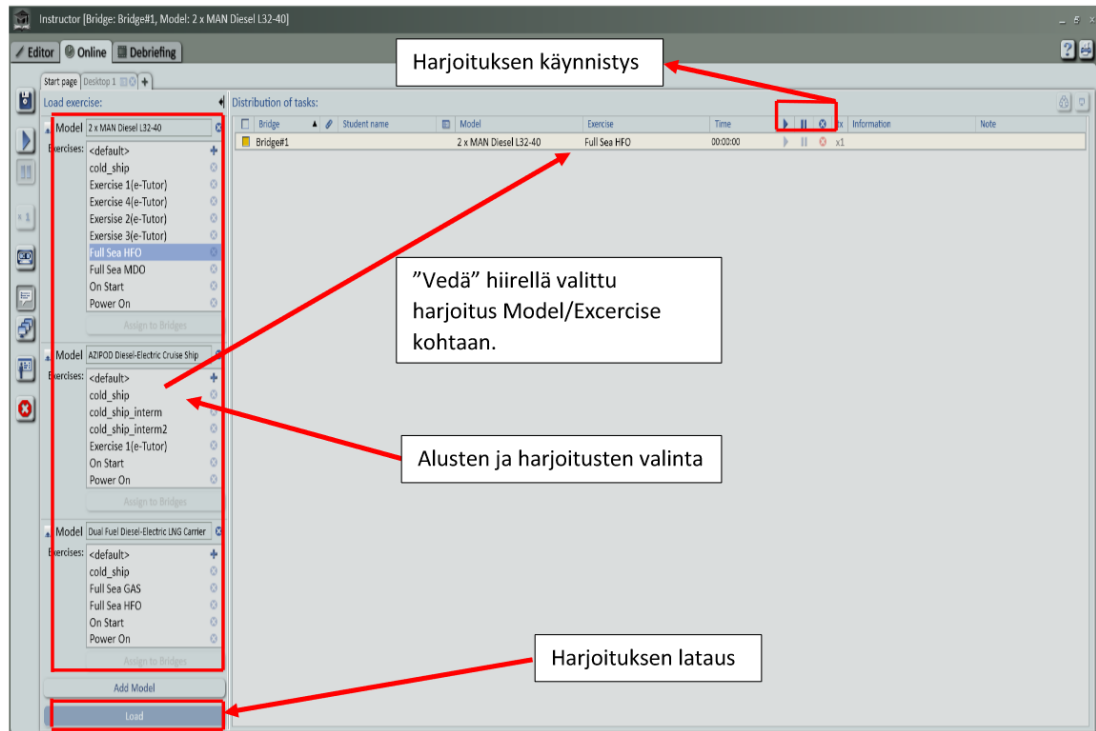 Instructor [Bridge: Bridge#1, Model: 2 x MAN Diesel L32-40]
Editor Online Debriefing
Harjoituksen käynnistys
Start page Desktop 1
Load exercise:
Distribution of tasks:
Model 2 x MAN Diesel L32-40
Bridge Student name Model Exercise Time Information Note
Bridge#1 2 x MAN Diesel L32-40 Full Sea HFO 00:00:00 x1
Exercises: <default>
cold_ship
Exercise 1(e-Tutor)
Exercise 4(e-Tutor)
Exersise 2(e-Tutor)
Exersise 3(e-Tutor)
Full Sea HFO
Full Sea MDO
On Start
Power On
Assign to Bridges
"Vedä" hiirellä valittu
harjoitus Model/Excercise
kohtaan.
Model AZIPOD Diesel-Electric Cruise Ship
Exercises: <default>
cold_ship
cold_ship_interm
cold_ship_interm2
Exercise 1(e-Tutor)
On Start
Power On
Assign to Bridges
Alusten ja harjoitusten valinta
Model Dual Fuel Diesel-Electric LNG Carrier
Exercises: <default>
cold_ship
Full Sea GAS
Full Sea HFO
On Start
Power On
Assign to Bridges
Harjoituksen lataus
Add Model
Load